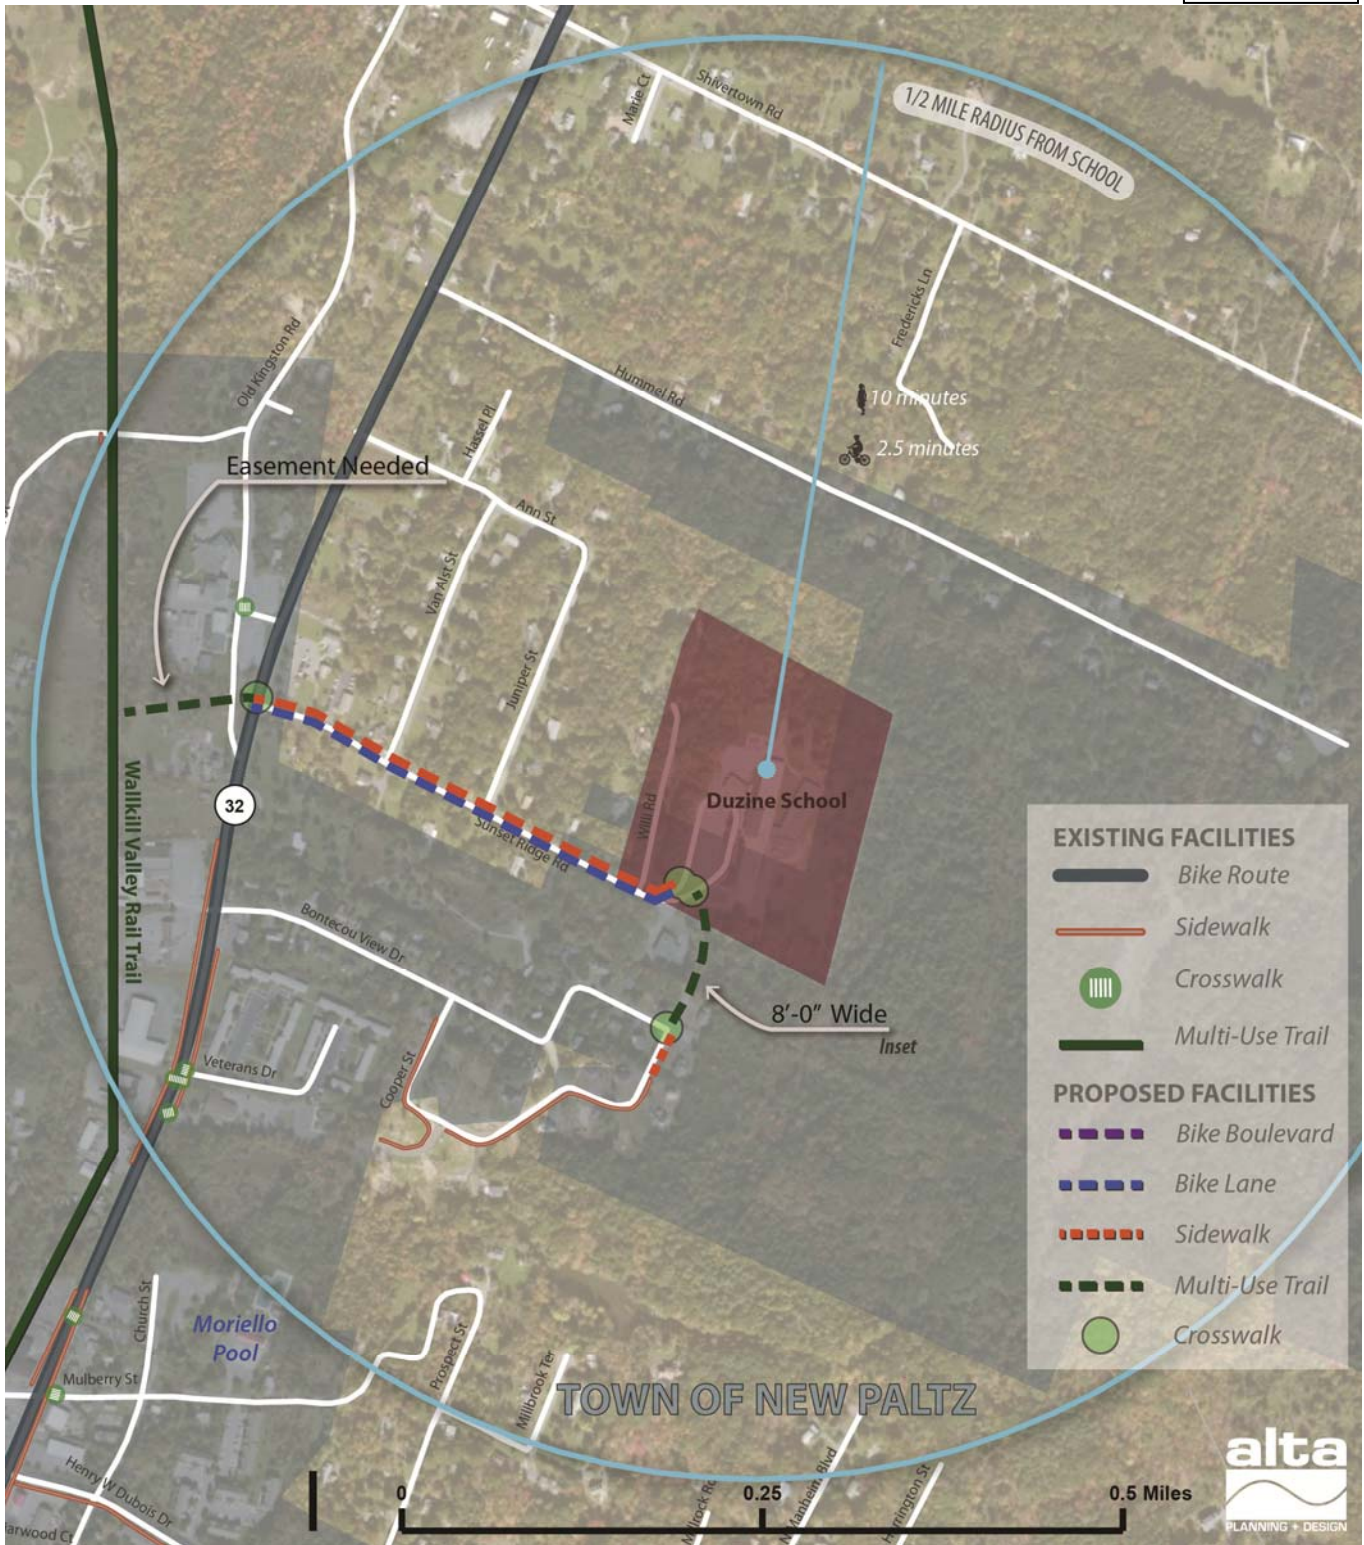 Shivertown Rd
Marie Ct
1/2 MILE RADIUS FROM SCHOOL
Fredericks Ln
Old Kingston Rd
Hummel Rd
10 minutes
2.5 minutes
Hassel Pl
Easement Needed
Ann St
Van Alst St
Juniper St
Willi Rd
Duzine School
Wallkill Valley Rail Trail
32
Sunset Ridge Rd
Bontecou View Dr
8'-0" Wide
Inset
Veterans Dr
Cooper St
EXISTING FACILITIES
Bike Route
Sidewalk
Crosswalk
Multi-Use Trail
PROPOSED FACILITIES
Bike Boulevard
Bike Lane
Sidewalk
Multi-Use Trail
Crosswalk
Church St
Moriello
Pool
Mulberry St
Prospect St
Millbrook Ter
TOWN OF NEW PALTZ
Henry W Dubois Dr
N Manheim Blvd
Harrington St
0
0.25
0.5 Miles
alta
PLANNING + DESIGN